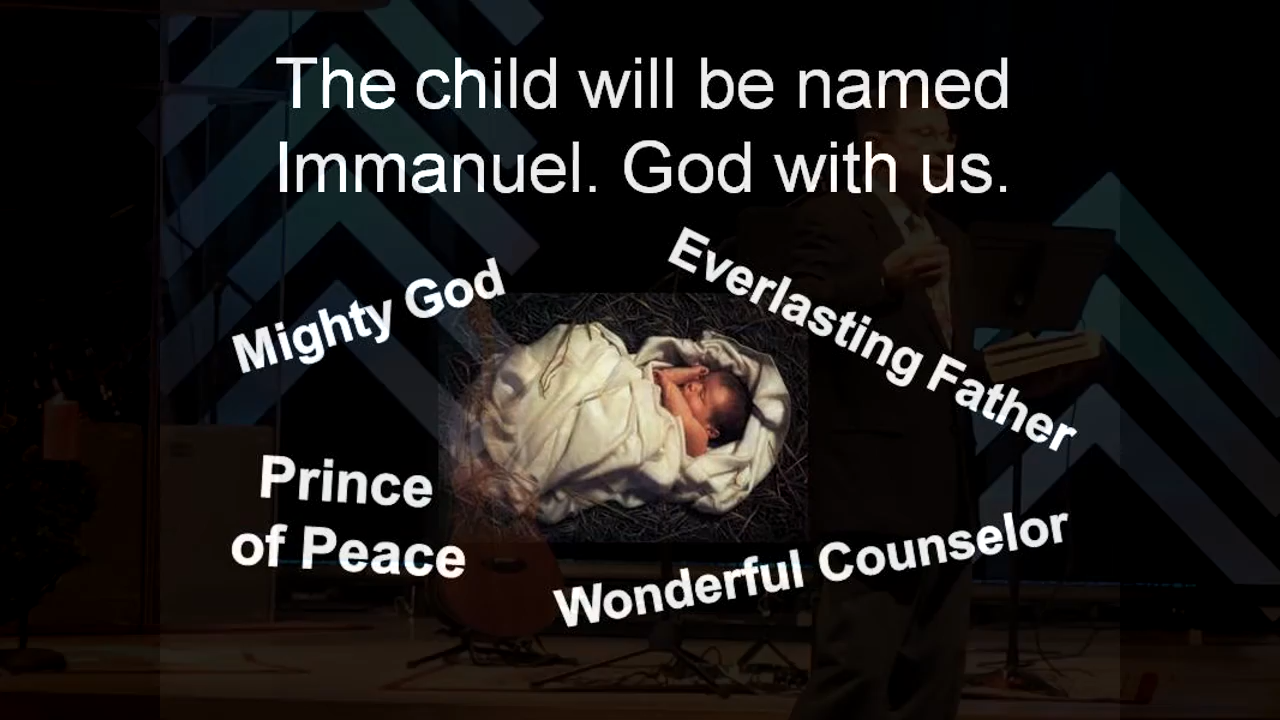 The child will be named
Immanuel. God with us.
Mighty God
Everlasting Father
Prince
of Peace
Wonderful Counselor